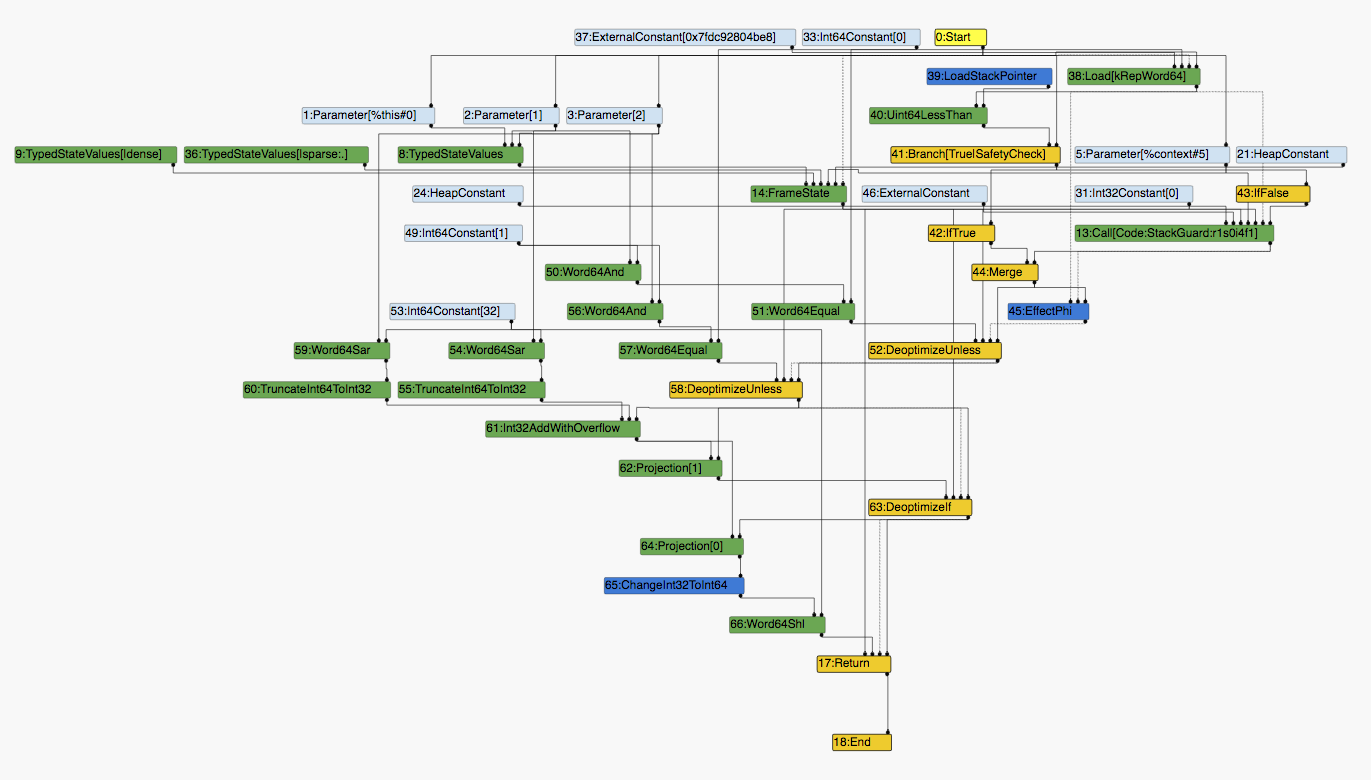 37:ExternalConstant[0x7fdc92804be8]
33:Int64Constant[0]
0:Start
39:LoadStackPointer
38:Load[kRepWord64]
1:Parameter[%this#0]
2:Parameter[1]
3:Parameter[2]
40:Uint64LessThan
9:TypedStateValues[|dense]
36:TypedStateValues[|sparse:.]
8:TypedStateValues
41:Branch[True|SafetyCheck]
5:Parameter[%context#5]
21:HeapConstant
24:HeapConstant
14:FrameState
46:ExternalConstant
31:Int32Constant[0]
43:IfFalse
49:Int64Constant[1]
42:IfTrue
13:Call[Code:StackGuard:r1s0i4f1]
50:Word64And
44:Merge
53:Int64Constant[32]
56:Word64And
51:Word64Equal
45:EffectPhi
59:Word64Sar
54:Word64Sar
57:Word64Equal
52:DeoptimizeUnless
60:TruncateInt64ToInt32
55:TruncateInt64ToInt32
58:DeoptimizeUnless
61:Int32AddWithOverflow
62:Projection[1]
63:DeoptimizeIf
64:Projection[0]
65:ChangeInt32ToInt64
66:Word64Shl
17:Return
18:End